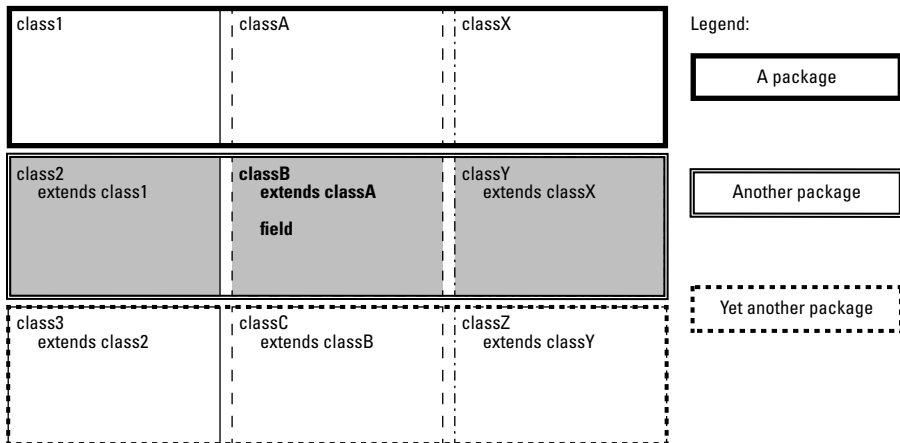 class1
classA
classX
Legend:
A package
class2
extends class1
classB
extends classA
field
classY
extends classX
Another package
class3
extends class2
classC
extends classB
classZ
extends classY
Yet another package